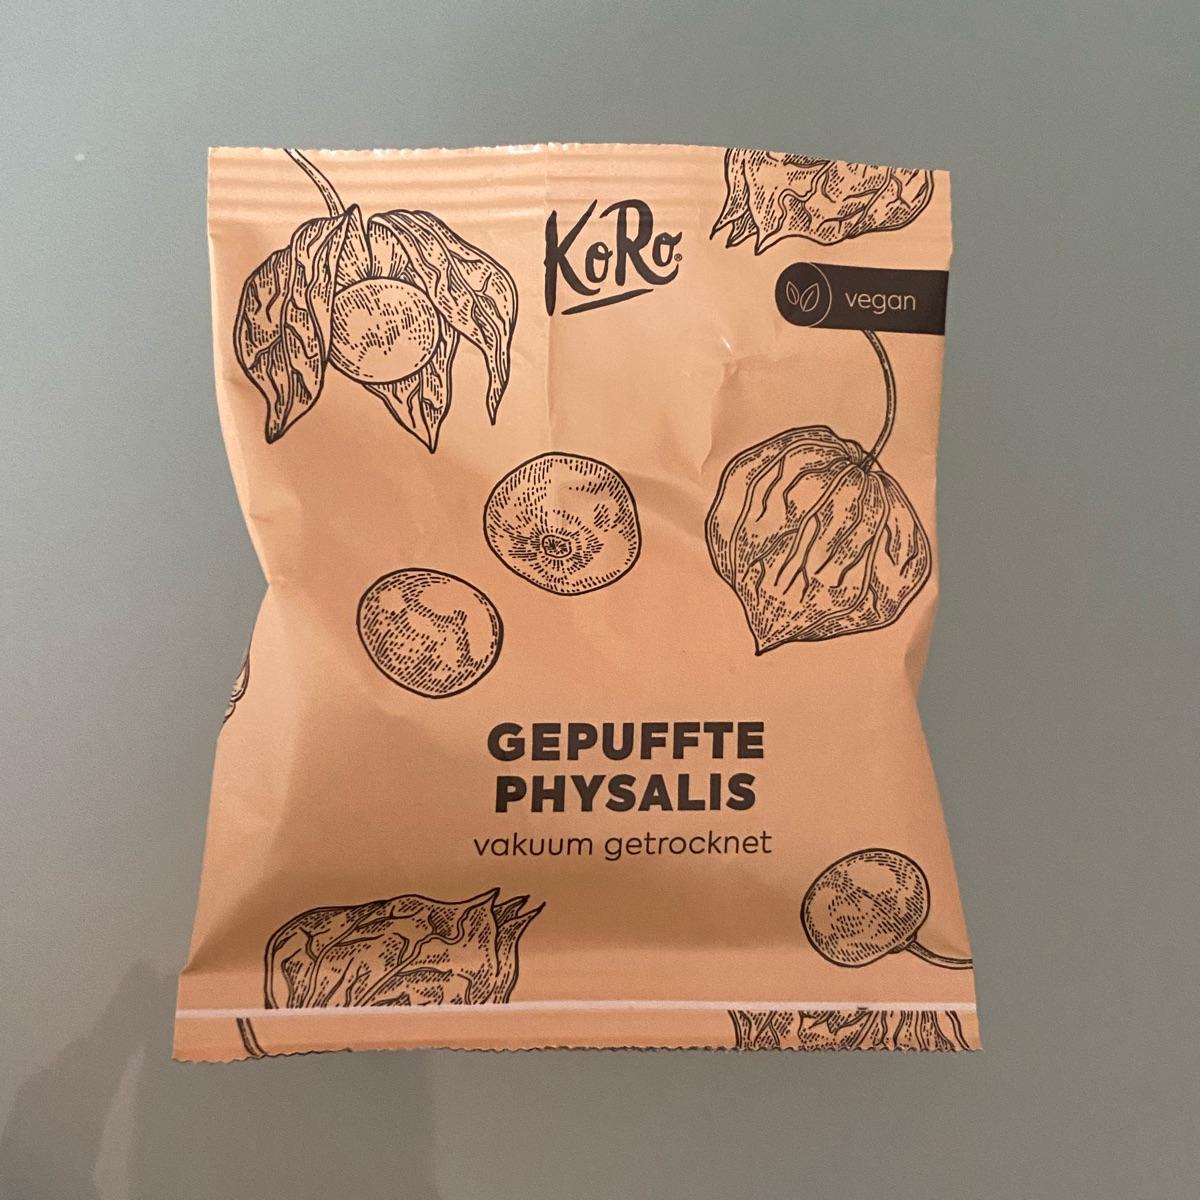 KoRo®
vegan
GEPUFFTE
PHYSALIS
vakuum getrocknet